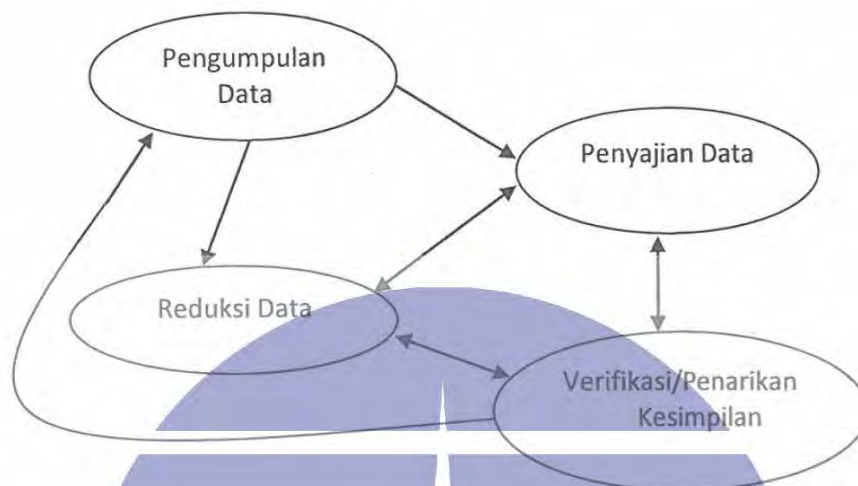 Pengumpulan
Data
Penyajian Data
Reduksi Data
Verifikasi/Penarikan
Kesimpilan